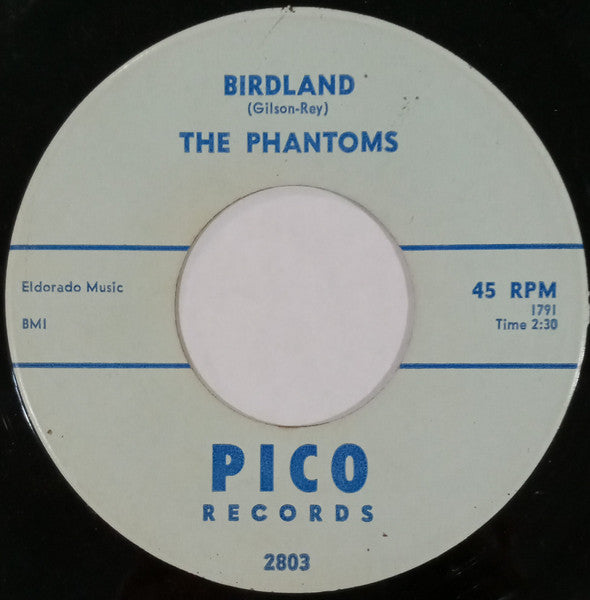 BIRDLAND
(Gilson-Rey)
THE PHANTOMS
Eldorado Music
BMI
45 RPM
1791
Time 2:30
PICO
RECORDS
2803